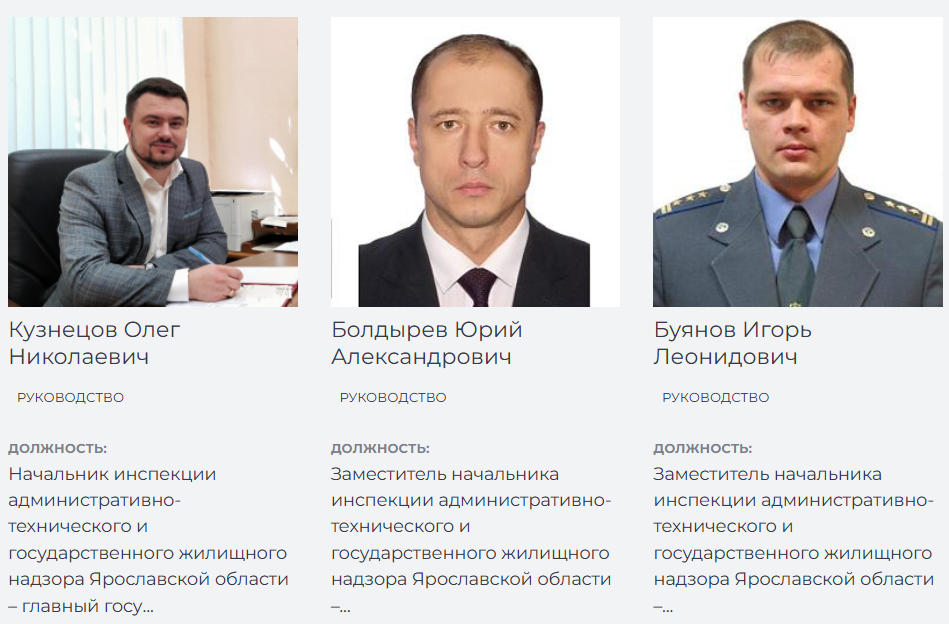 Кузнецов Олег
Николаевич
РУКОВОДСТВО
ДОЛЖНОСТЬ:
Начальник инспекции
административно-
технического и
государственного жилищного
надзора Ярославской области
– главный госу...
Болдырев Юрий
Александрович
РУКОВОДСТВО
ДОЛЖНОСТЬ:
Заместитель начальника
инспекции административно-
технического и
государственного жилищного
надзора Ярославской области
–...
Буянов Игорь
Леонидович
РУКОВОДСТВО
ДОЛЖНОСТЬ:
Заместитель начальника
инспекции административно-
технического и
государственного жилищного
надзора Ярославской области
–...